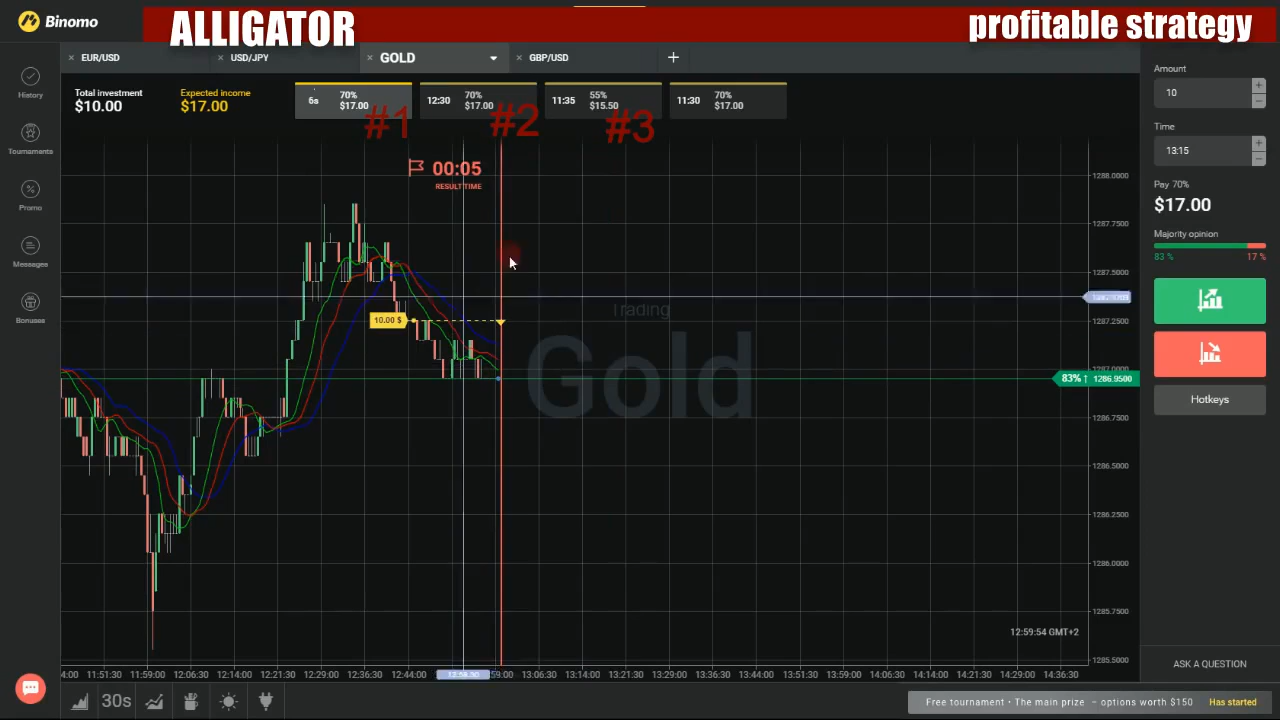 ALLIGATOR
profitable strategy
Binomo
EUR/USD
USD/JPY
GOLD
GBP/USD
Total investment
$10.00
Expected income
$17.00
6s
70%
$17.00
12:30
70%
$17.00
11:35
55%
$15.50
11:30
70%
$17.00
#1
#2
#3
History
Tournaments
Promo
Messages
Bonuses
00:05
RESULT TIME
10.00 $
Trading
Gold
1288.0000
1287.7500
1287.5000
1287.2500
1287.0000
83%↑ 1286.9500
1286.7500
1286.5000
1286.2500
1286.0000
1285.7500
1285.5000
12:59:54 GMT+2
11:51:30
11:59:00
12:06:30
12:14:00
12:21:30
12:29:00
12:36:30
12:44:00
13:06:30
13:14:00
13:21:30
13:29:00
13:36:30
13:44:00
13:51:30
13:59:00
14:06:30
14:14:00
14:21:30
14:29:00
14:36:30
Amount
10
Time
13:15
Pay 70%
$17.00
Majority opinion
83 %
17 %
Hotkeys
ASK A QUESTION
30s
Free tournament • The main prize – options worth $150 Has started